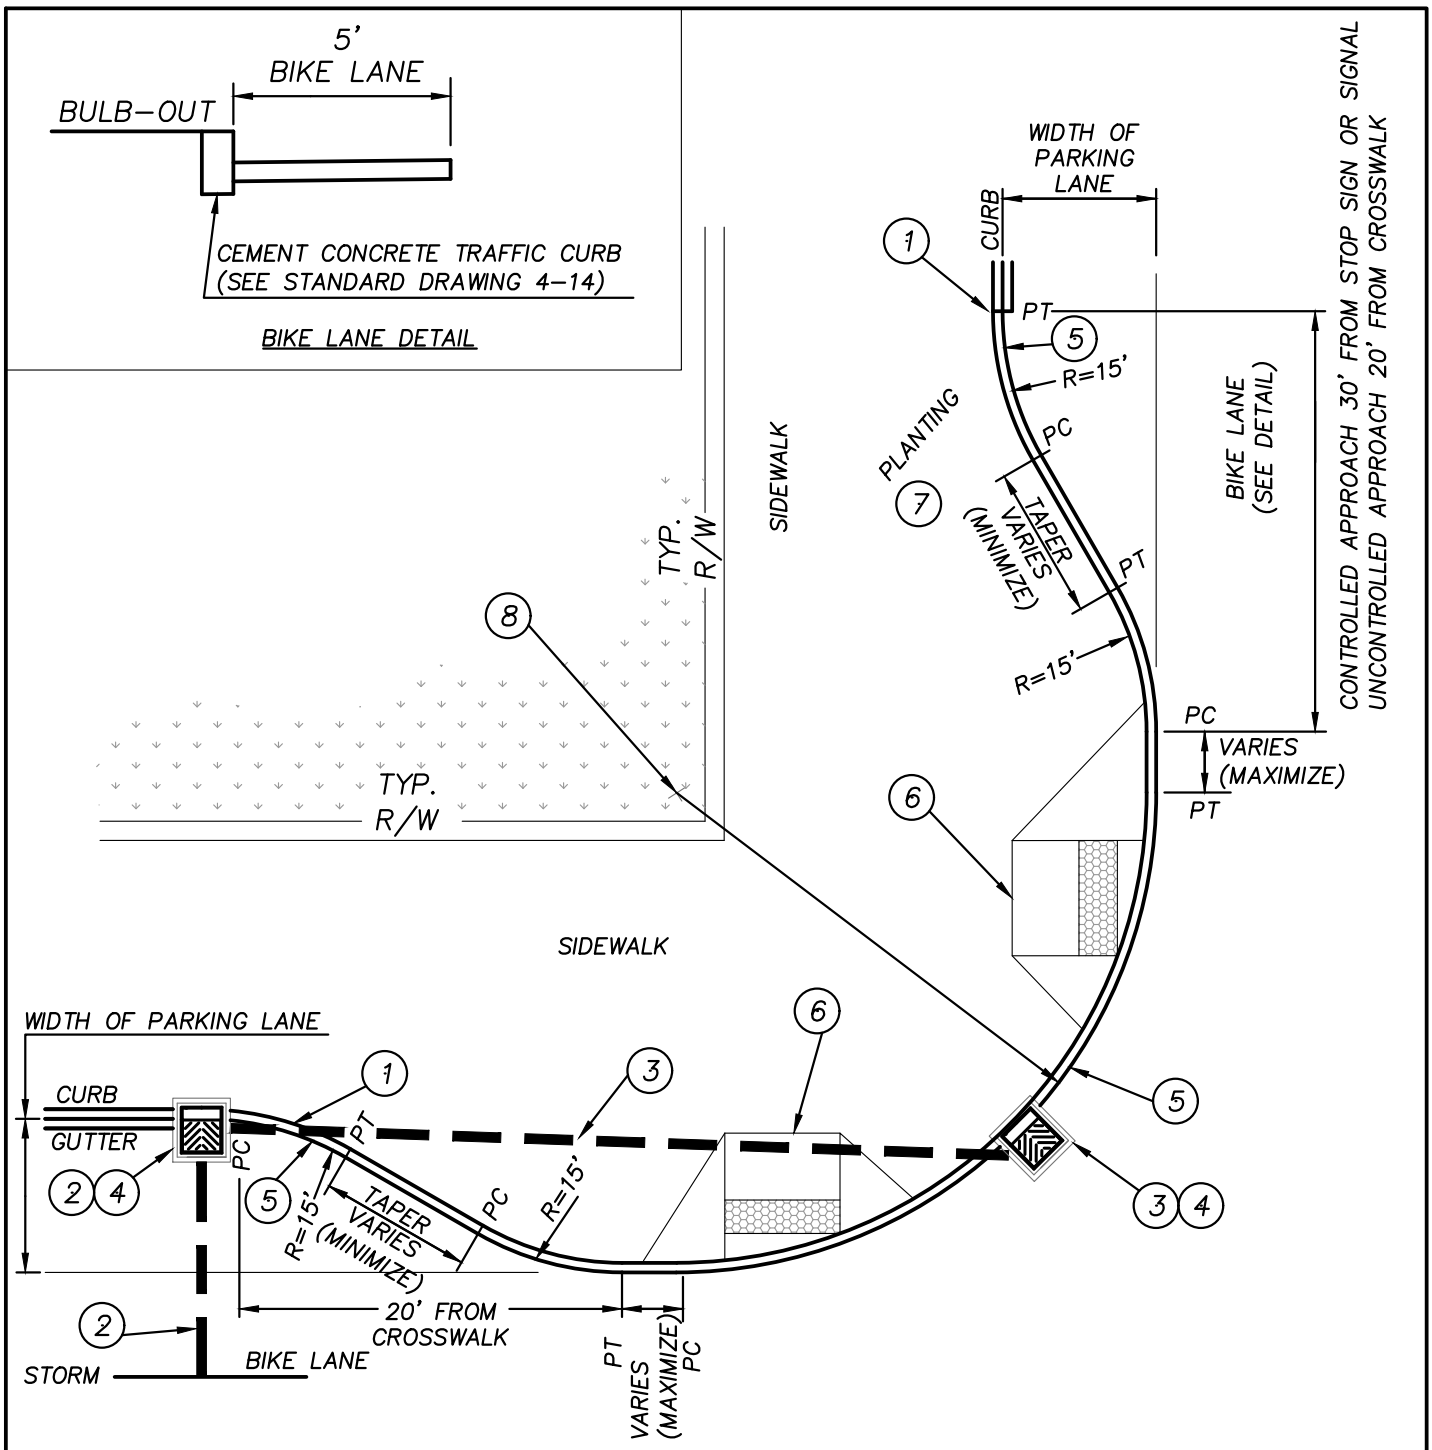 5'
BIKE LANE
BULB-OUT
CEMENT CONCRETE TRAFFIC CURB
(SEE STANDARD DRAWING 4-14)
BIKE LANE DETAIL
WIDTH OF
PARKING
LANE
CURB
1
PT
5
R=15'
PC
PLANTING
7
TAPER
VARIES
(MINIMIZE)
PT
R=15'
BIKE LANE
(SEE DETAIL)
CONTROLLED APPROACH 30' FROM STOP SIGN OR SIGNAL
UNCONTROLLED APPROACH 20' FROM CROSSWALK
PC
VARIES
(MAXIMIZE)
PT
SIDEWALK
TYP.
R/W
8
TYP.
R/W
6
SIDEWALK
6
WIDTH OF PARKING LANE
CURB
GUTTER
1
3
5
2
4
PC
PT
5
R=15'
TAPER
VARIES
(MINIMIZE)
PC
R=15'
3
4
20' FROM
CROSSWALK
PT
VARIES
(MAXIMIZE)
PC
2
STORM
BIKE LANE